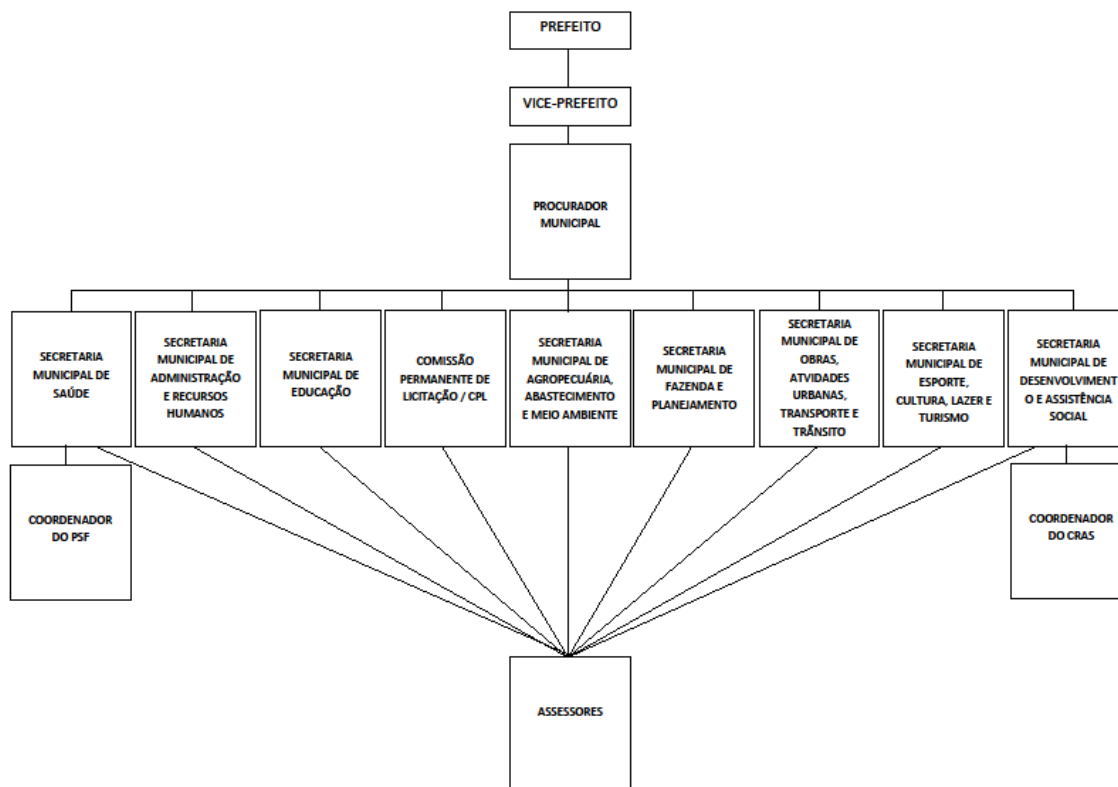 PREFEITO
VICE-PREFEITO
PROCURADOR
MUNICIPAL
SECRETARIA
MUNICIPAL DE
SAÚDE
SECRETARIA
MUNICIPAL DE
ADMINISTRAÇÃO
E RECURSOS
HUMANOS
SECRETARIA
MUNICIPAL DE
EDUCAÇÃO
COMISSÃO
PERMANENTE DE
LICITAÇÃO / CPL
SECRETARIA
MUNICIPAL DE
AGROPECUÁRIA,
ABASTECIMENTO
E MEIO AMBIENTE
SECRETARIA
MUNICIPAL DE
FAZENDA E
PLANEJAMENTO
SECRETARIA
MUNICIPAL DE
OBRAS,
ATVIDADES
URBANAS,
TRANSPORTE E
TRÂNSITO
SECRETARIA
MUNICIPAL DE
ESPORTE,
CULTURA, LAZER E
TURISMO
SECRETARIA
MUNICIPAL DE
DESENVOLVIMENT
O E ASSISTÊNCIA
SOCIAL
COORDENADOR
DO PSF
COORDENADOR
DO CRAS
ASSESSORES